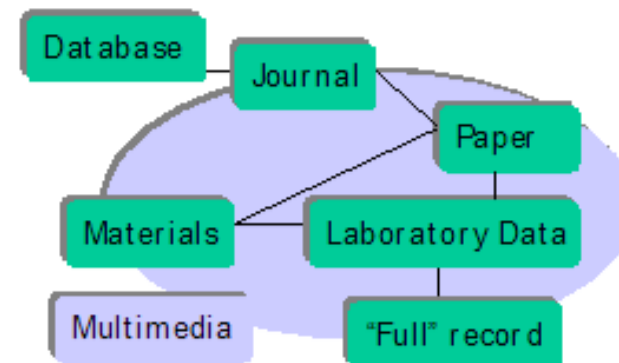 Database
Journal
Paper
Materials
Laboratory Data
Multimedia
“Full” record